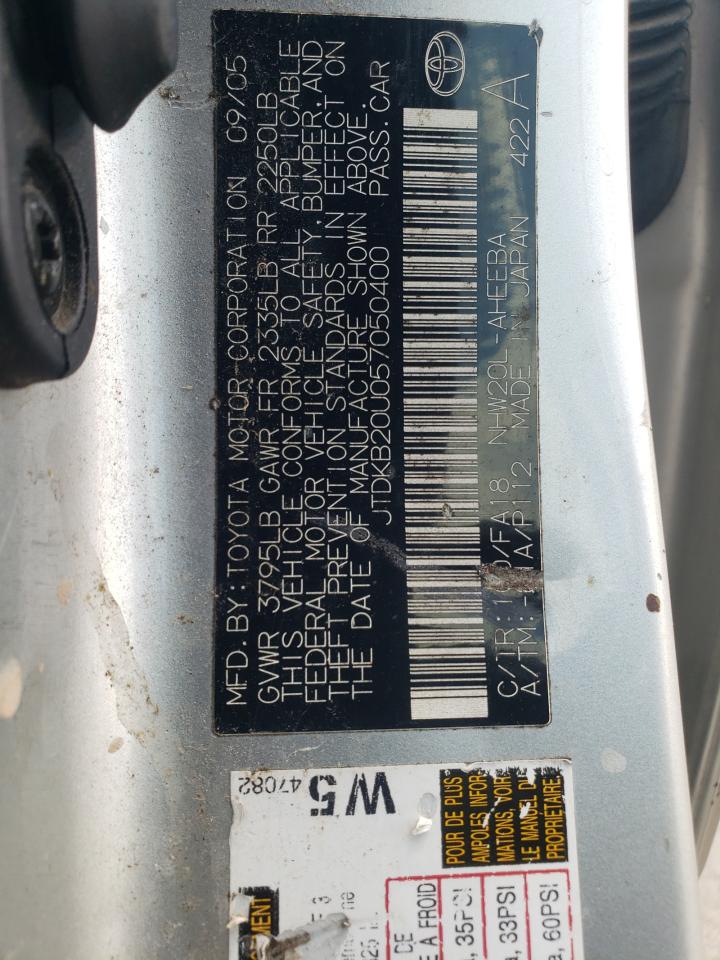 MFD. BY: TOYOTA MOTOR CORPORATION 09/05
GVWR 3795LB GAWR FR 2335LB RR 2250LB
THIS VEHICLE CONFORMS TO ALL APPLICABLE
FEDERAL MOTOR VEHICLE SAFETY, BUMPER, AND
THEFT PREVENTION STANDARDS IN EFFECT ON
THE DATE OF MANUFACTURE SHOWN ABOVE.
JTDKB20U057050400 PASS. CAR
C/TR: /FA18 NHW20L-AHEEBA
A/TM: A/P112 MADE IN JAPAN 422 A
W5
47082
POUR DE PLUS
MATIONS, VOIR
LE MANUEL
PROPRIETAIRE.
DE
A FROID
35PSI
33PSI
60PSI